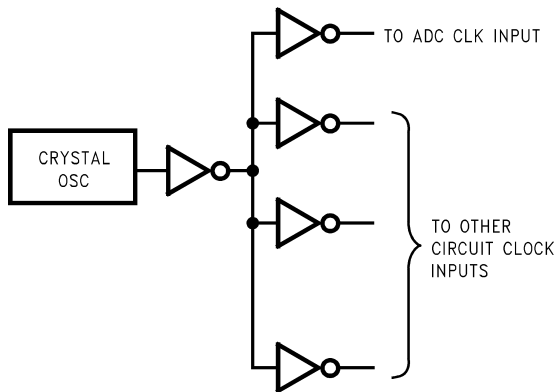 TO ADC CLK INPUT
CRYSTAL
OSC
TO OTHER
CIRCUIT CLOCK
INPUTS